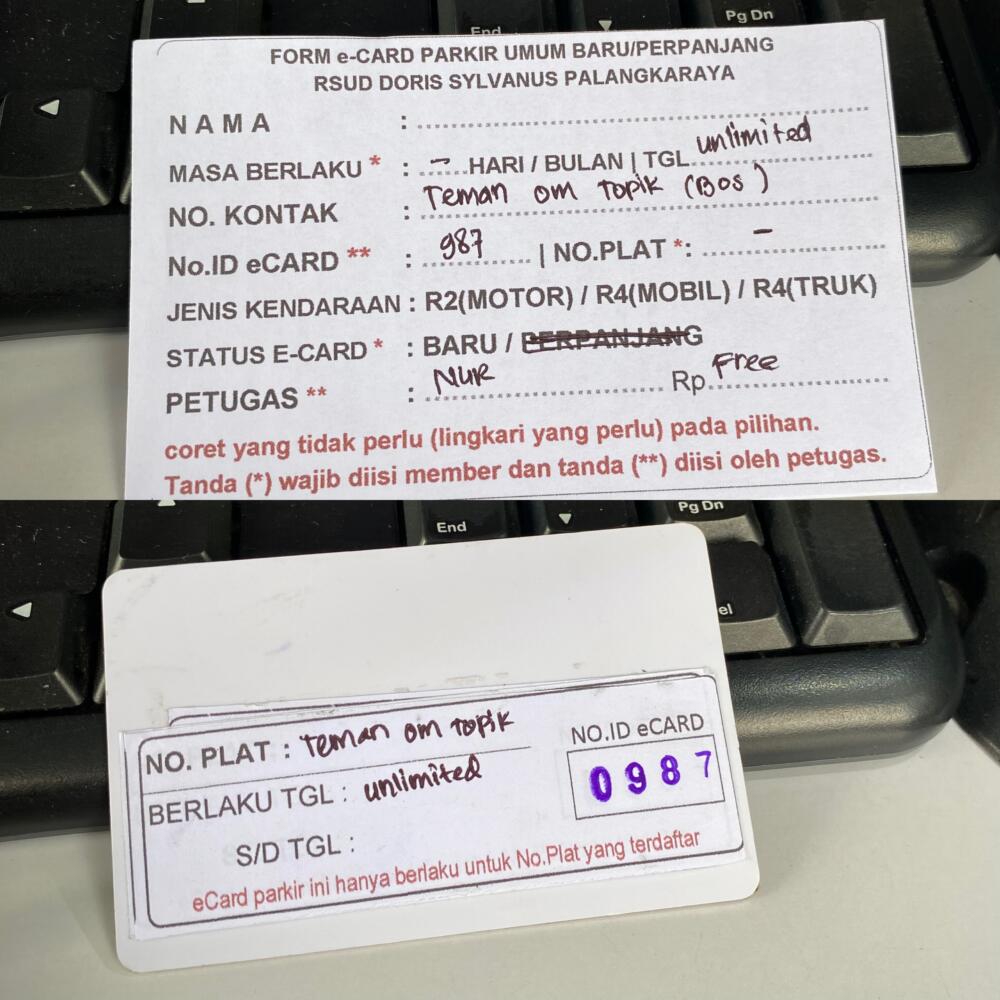 End
Pg Dn
FORM e-CARD PARKIR UMUM BARU/PERPANJANG
RSUD DORIS SYLVANUS PALANGKARAYA
N A M A : ........................................
unlimited
MASA BERLAKU * : -......HARI / BULAN | TGL....................
Teman om Topik (Bos)
NO. KONTAK : ........................................
No.ID eCARD ** : 987 ............ | NO.PLAT *: - ....................
JENIS KENDARAAN : R2(MOTOR) / R4(MOBIL) / R4(TRUK)
STATUS E-CARD * : BARU / PERPANJANG
PETUGAS ** : NUR .................... Rp. Free ....................
coret yang tidak perlu (lingkari yang perlu) pada pilihan.
Tanda (*) wajib diisi member dan tanda (**) diisi oleh petugas.
End
Pg Dn
el
NO. PLAT : Teman om Topik
NO.ID eCARD
BERLAKU TGL : unlimited
0987
S/D TGL :
eCard parkir ini hanya berlaku untuk No.Plat yang terdaftar